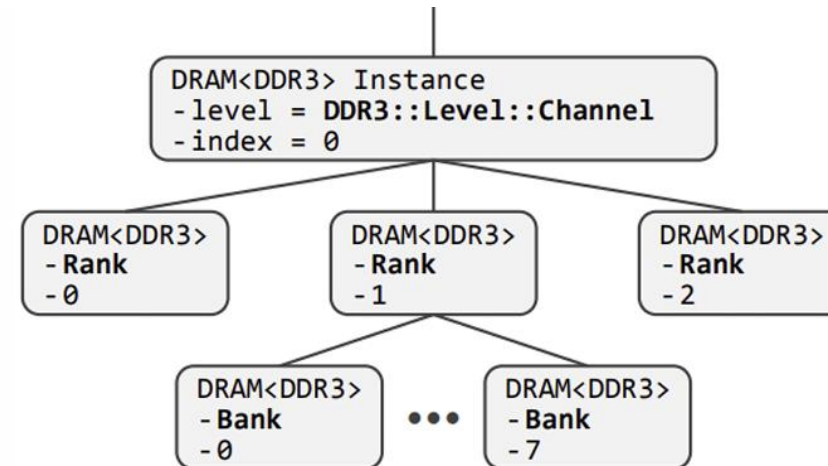 DRAM<DDR3> Instance
-level = DDR3::Level::Channel
-index = 0
DRAM<DDR3>
-Rank
-0
DRAM<DDR3>
-Rank
-1
DRAM<DDR3>
-Rank
-2
DRAM<DDR3>
-Bank
-0
•••
DRAM<DDR3>
-Bank
-7